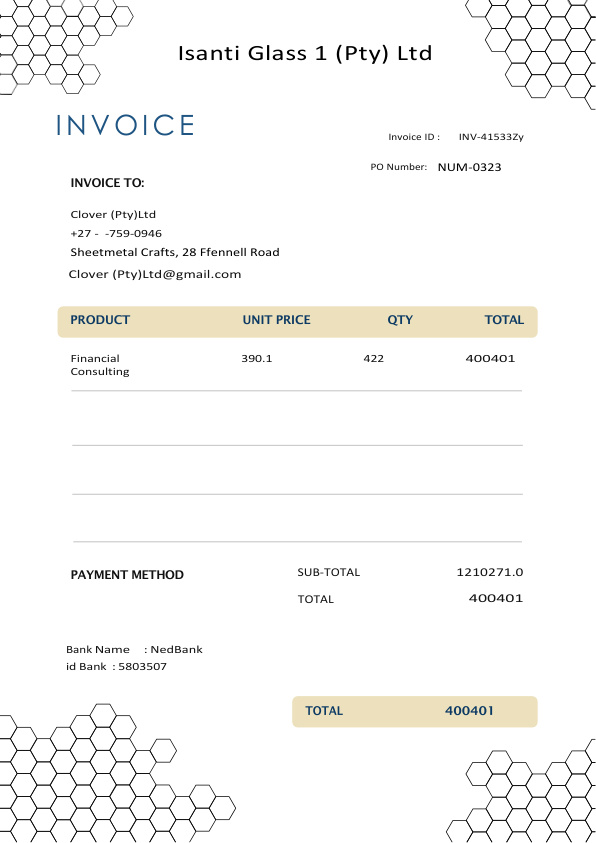 Isanti Glass 1 (Pty) Ltd
INVOICE
Invoice ID : INV-41533Zy
PO Number: NUM-0323
INVOICE TO:
Clover (Pty)Ltd
+27 - -759-0946
Sheetmetal Crafts, 28 Ffennell Road
Clover (Pty)Ltd@gmail.com
PRODUCT UNIT PRICE QTY TOTAL
Financial 390.1 422 400401
Consulting
PAYMENT METHOD
SUB-TOTAL 1210271.0
TOTAL 400401
Bank Name : NedBank
id Bank : 5803507
TOTAL 400401